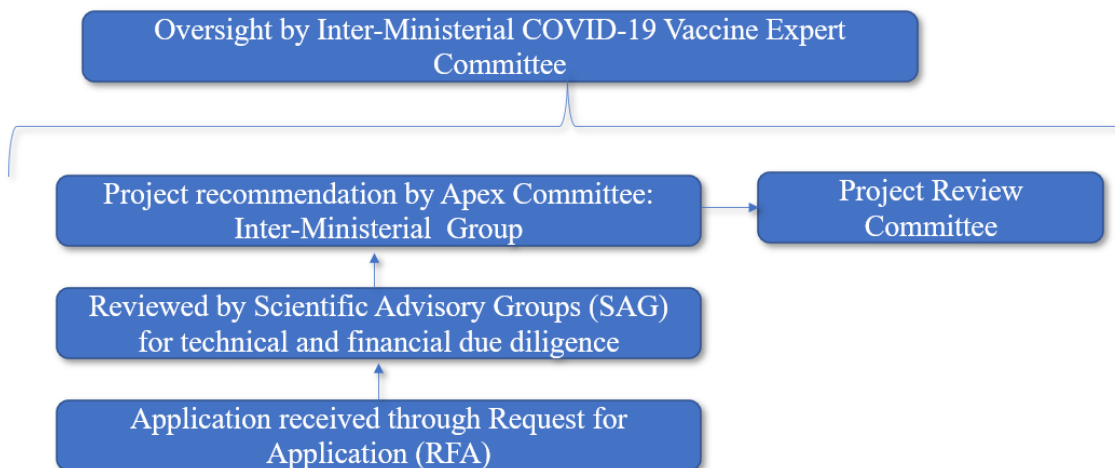 Oversight by Inter-Ministerial COVID-19 Vaccine Expert
Committee
Project recommendation by Apex Committee:
Inter-Ministerial Group
Project Review
Committee
Reviewed by Scientific Advisory Groups (SAG)
for technical and financial due diligence
Application received through Request for
Application (RFA)